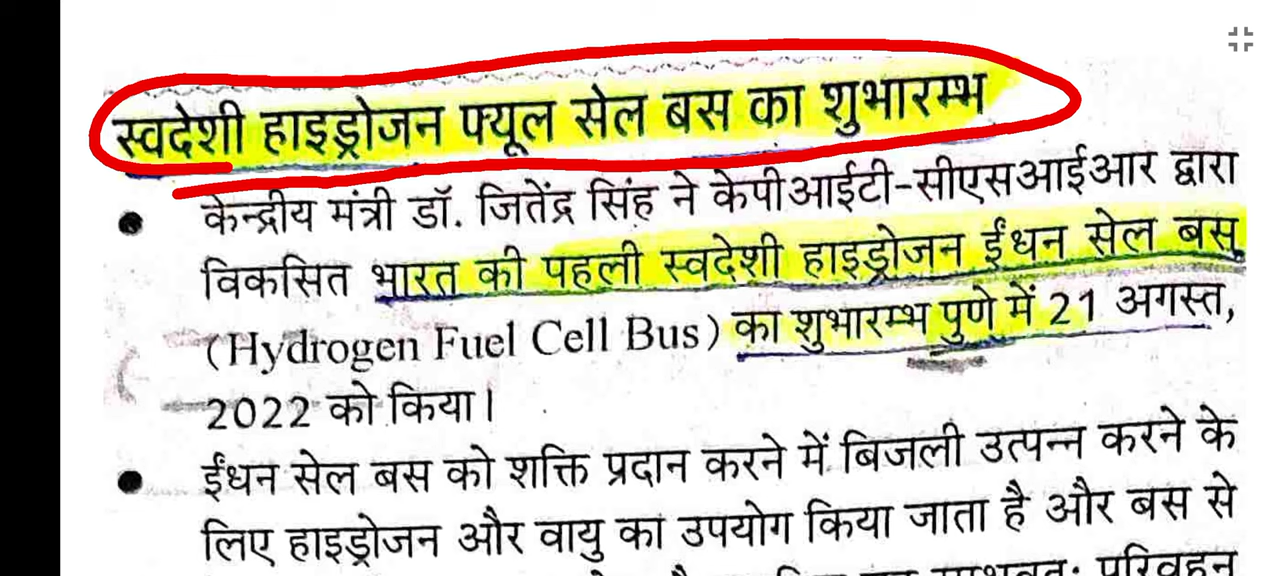 स्वदेशी हाइड्रोजन फ्यूल सेल बस का शुभारम्भ
● केन्द्रीय मंत्री डॉ. जितेंद्र सिंह ने केपीआईटी-सीएसआईआर द्वारा
विकसित भारत की पहली स्वदेशी हाइड्रोजन ईंधन सेल बस
(Hydrogen Fuel Cell Bus) का शुभारम्भ पुणे में 21 अगस्त,
2022 को किया।
● ईंधन सेल बस को शक्ति प्रदान करने में बिजली उत्पन्न करने के
लिए हाइड्रोजन और वायु का उपयोग किया जाता है और बस से
परिवहन